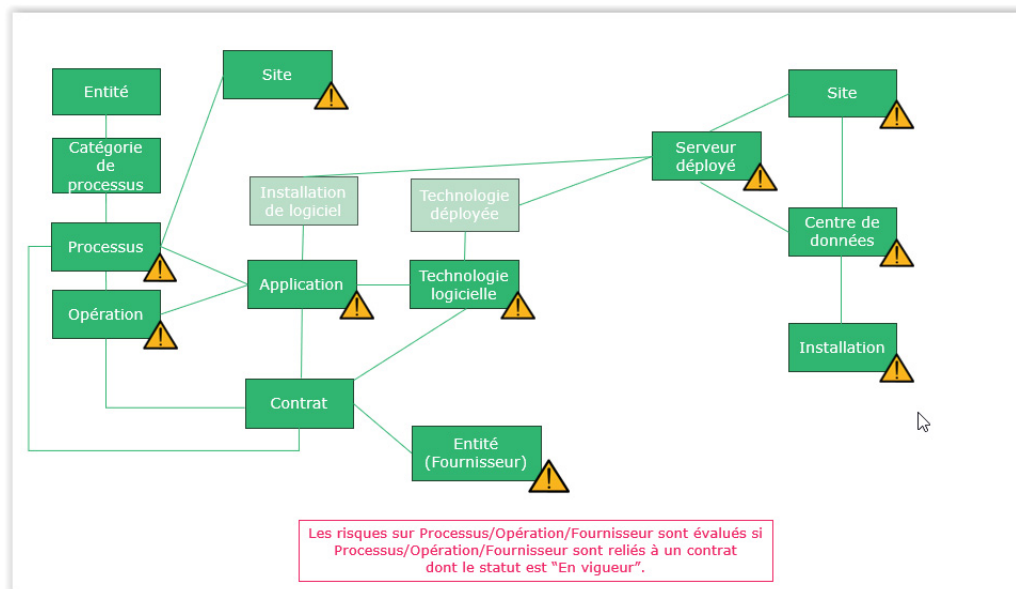 Entité
Catégorie
de
processus
Processus
Opération
Site
Installation
de logiciel
Application
Contrat
Technologie
déployée
Technologie
logicielle
Entité
(Fournisseur)
Serveur
déployé
Site
Centre de
données
Installation
Les risques sur Processus/Opération/Fournisseur sont évalués si
Processus/Opération/Fournisseur sont reliés à un contrat
dont le statut est “En vigueur”.